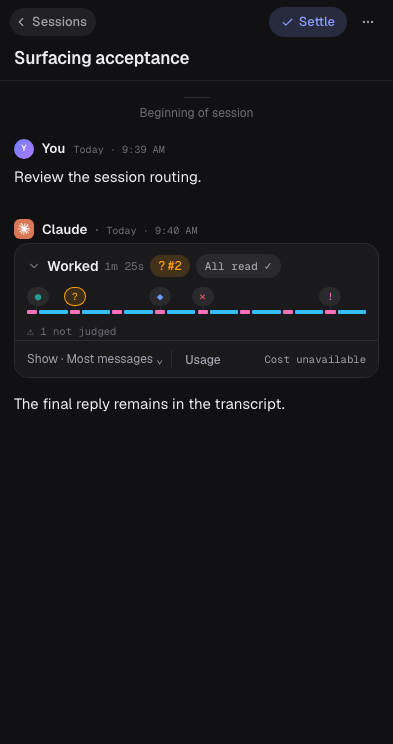 Sessions
Settle
Surfacing acceptance
Beginning of session
Y You Today · 9:39 AM
Review the session routing.
Claude · Today · 9:40 AM
Worked 1m 25s ? #2 All read ✓
? ◆ ✕ !
⚠ 1 not judged
Show · Most messages Usage Cost unavailable
The final reply remains in the transcript.